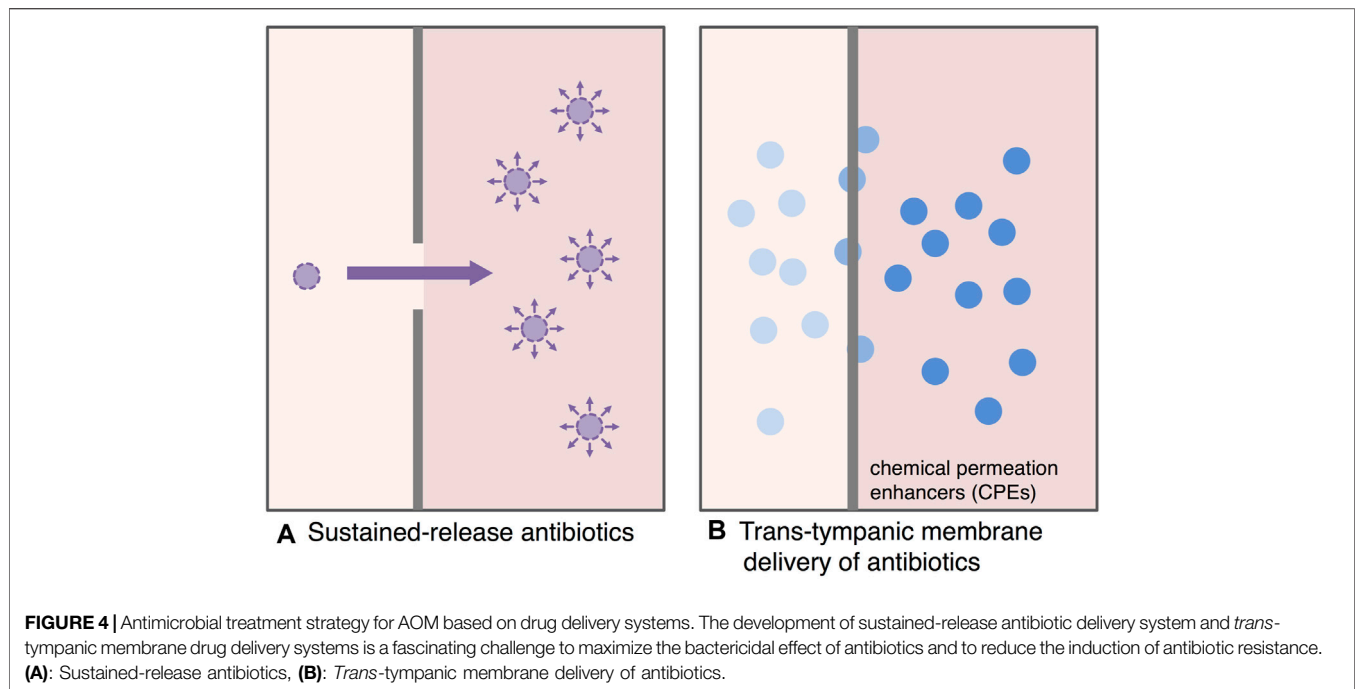 chemical permeation
enhancers (CPEs)
A Sustained-release antibiotics
B Trans-tympanic membrane
delivery of antibiotics
FIGURE 4 | Antimicrobial treatment strategy for AOM based on drug delivery systems. The development of sustained-release antibiotic delivery system and trans-
tympanic membrane drug delivery systems is a fascinating challenge to maximize the bactericidal effect of antibiotics and to reduce the induction of antibiotic resistance.
(A): Sustained-release antibiotics, (B): Trans-tympanic membrane delivery of antibiotics.